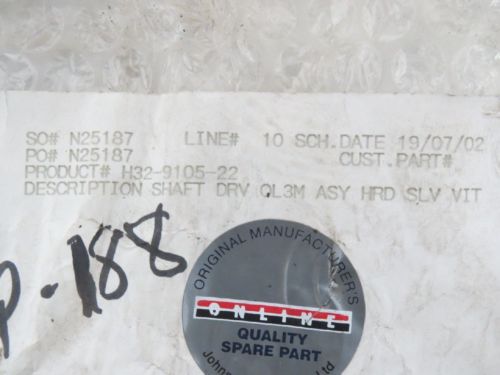 SO# N25187 LINE# 10 SCH.DATE 19/07/02
PO# N25187 CUST.PART#
PRODUCT# H32-9105-22
DESCRIPTION SHAFT DRV QL3M ASY HRD SLV VIT
P-188
ORIGINAL MANUFACTURER'S
ONLINE
QUALITY
SPARE PART